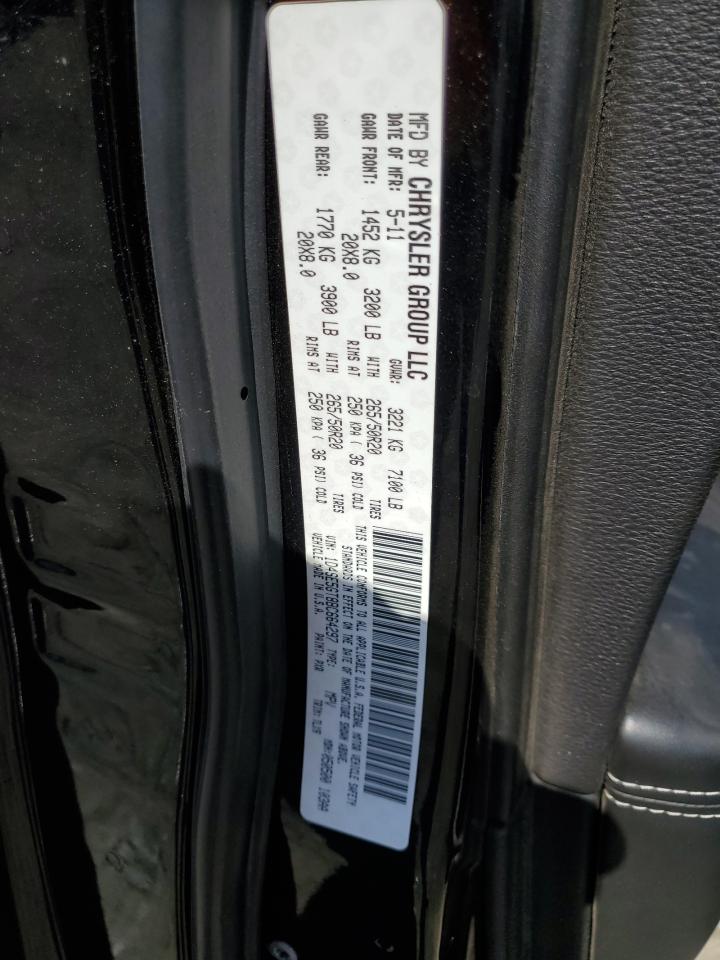 MFD BY CHRYSLER GROUP LLC
DATE OF MFR: 5-11 GVWR: 3221 KG 7100 LB
GAWR FRONT: 1452 KG 3200 LB WITH 265/50R20 TIRES
20X8.0 RIMS AT 250 KPA ( 36 PSI) COLD
GAWR REAR: 1770 KG 3900 LB WITH 265/50R20 TIRES
20X8.0 RIMS AT 250 KPA ( 36 PSI) COLD
THIS VEHICLE CONFORMS TO ALL APPLICABLE U.S.A. FEDERAL MOTOR VEHICLE SAFETY
STANDARDS IN EFFECT ON THE DATE OF MANUFACTURE SHOWN ABOVE.
VIN: TYPE: MPV MDH:
VEHICLE MADE IN U.S.A. PAINT: PXR TRIM: